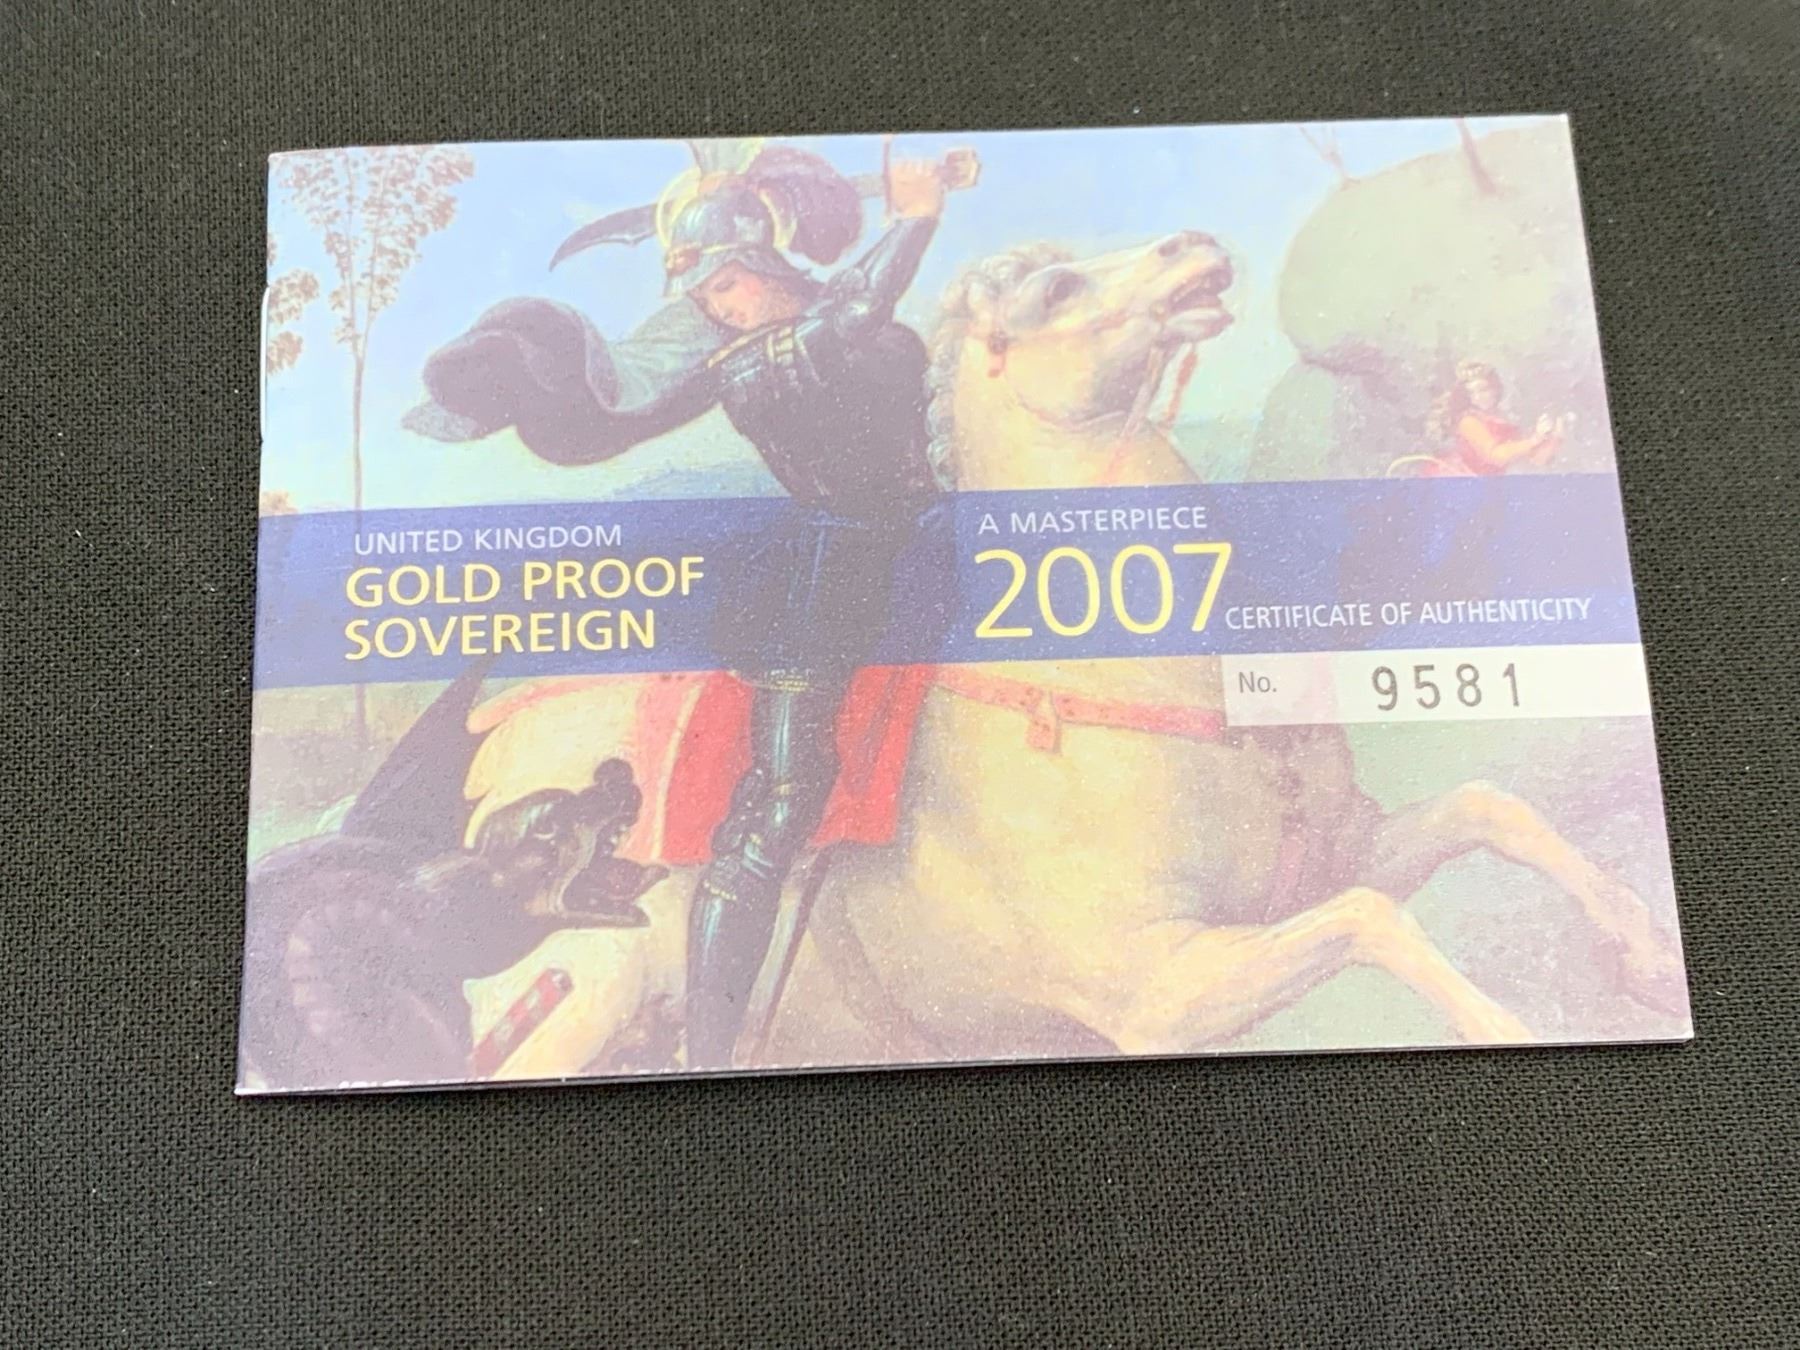 UNITED KINGDOM
GOLD PROOF
SOVEREIGN
A MASTERPIECE
2007 CERTIFICATE OF AUTHENTICITY
No. 9581